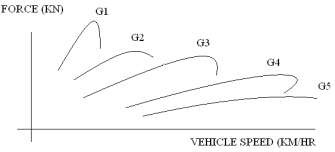 FORCE (KN)
G1
G2
G3
G4
G5
VEHICLE SPEED (KM/HR